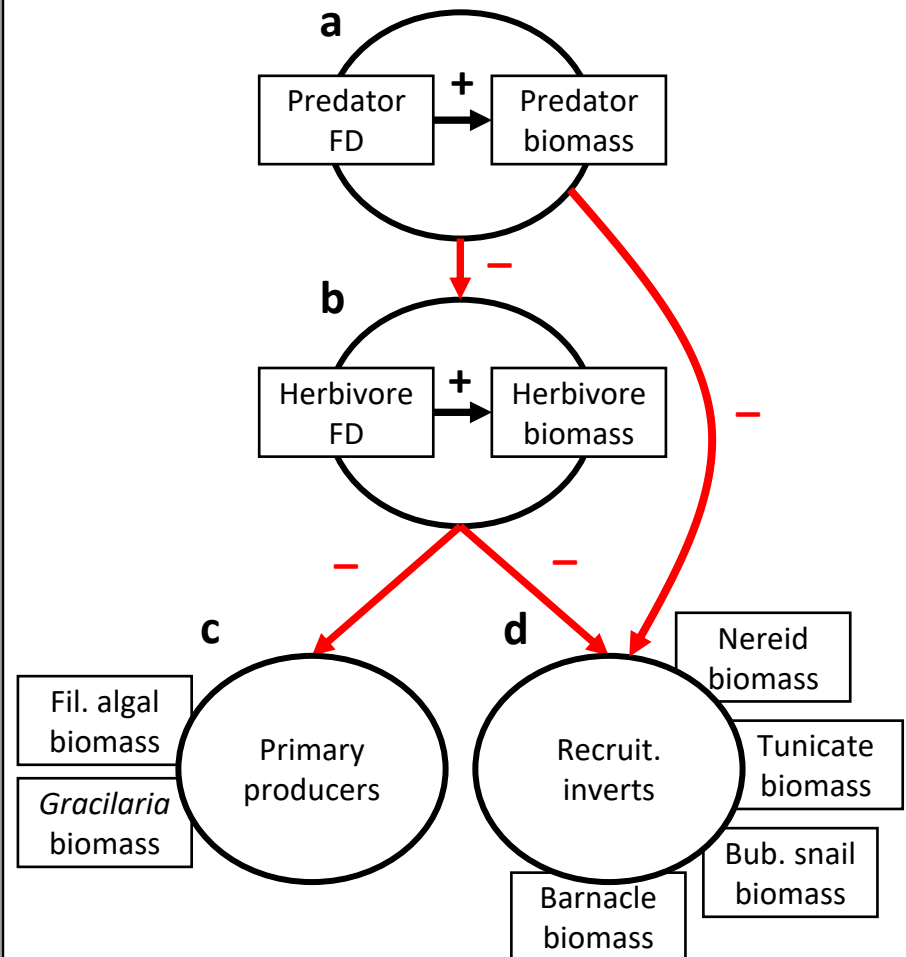 a
Predator
FD
+
Predator
biomass
–
b
Herbivore
FD
+
Herbivore
biomass
–
–
–
c
d
Fil. algal
biomass
Gracilaria
biomass
Primary
producers
Recruit.
inverts
Nereid
biomass
Tunicate
biomass
Bub. snail
biomass
Barnacle
biomass